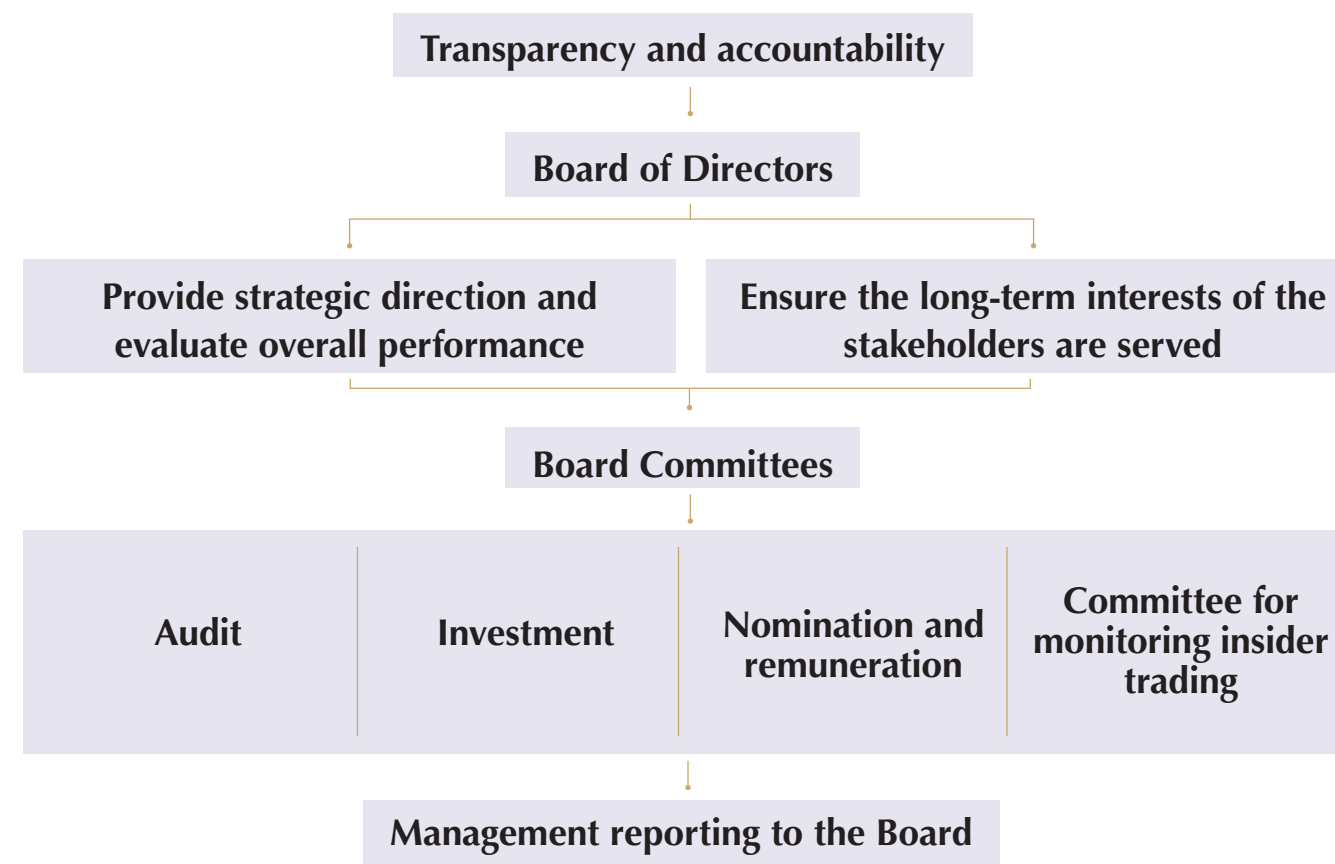 Transparency and accountability
Board of Directors
Provide strategic direction and
evaluate overall performance
Ensure the long-term interests of the
stakeholders are served
Board Committees
Audit
Investment
Nomination and
remuneration
Committee for
monitoring insider
trading
Management reporting to the Board